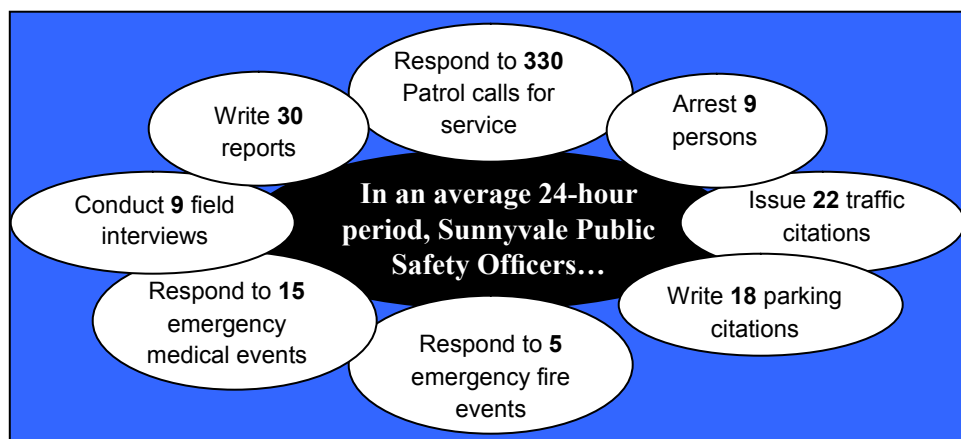 In an average 24-hour
period, Sunnyvale Public
Safety Officers…
Respond to 330
Patrol calls for
service
Arrest 9
persons
Issue 22 traffic
citations
Write 18 parking
citations
Respond to 5
emergency fire
events
Respond to 15
emergency
medical events
Conduct 9 field
interviews
Write 30
reports